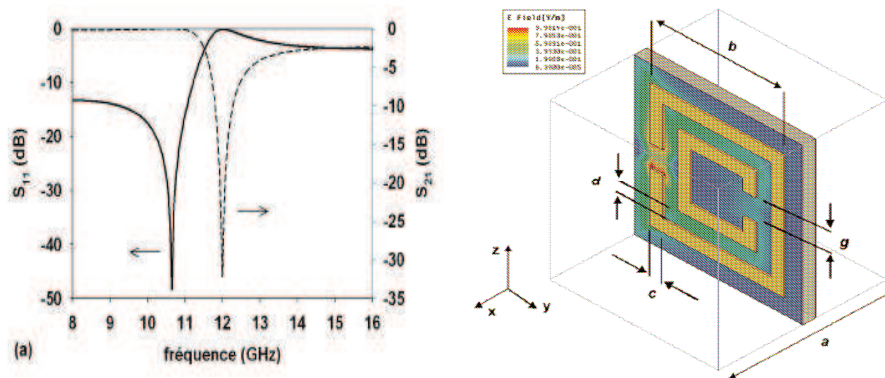 0
-10
-20
-30
-40
-50
S11 (dB)
0
-5
-10
-15
-20
-25
-30
-35
S21 (dB)
8 9 10 11 12 13 14 15 16
fréquence (GHz)
(a)
E Field[V/m]
b
d
g
c
a
z
x
y